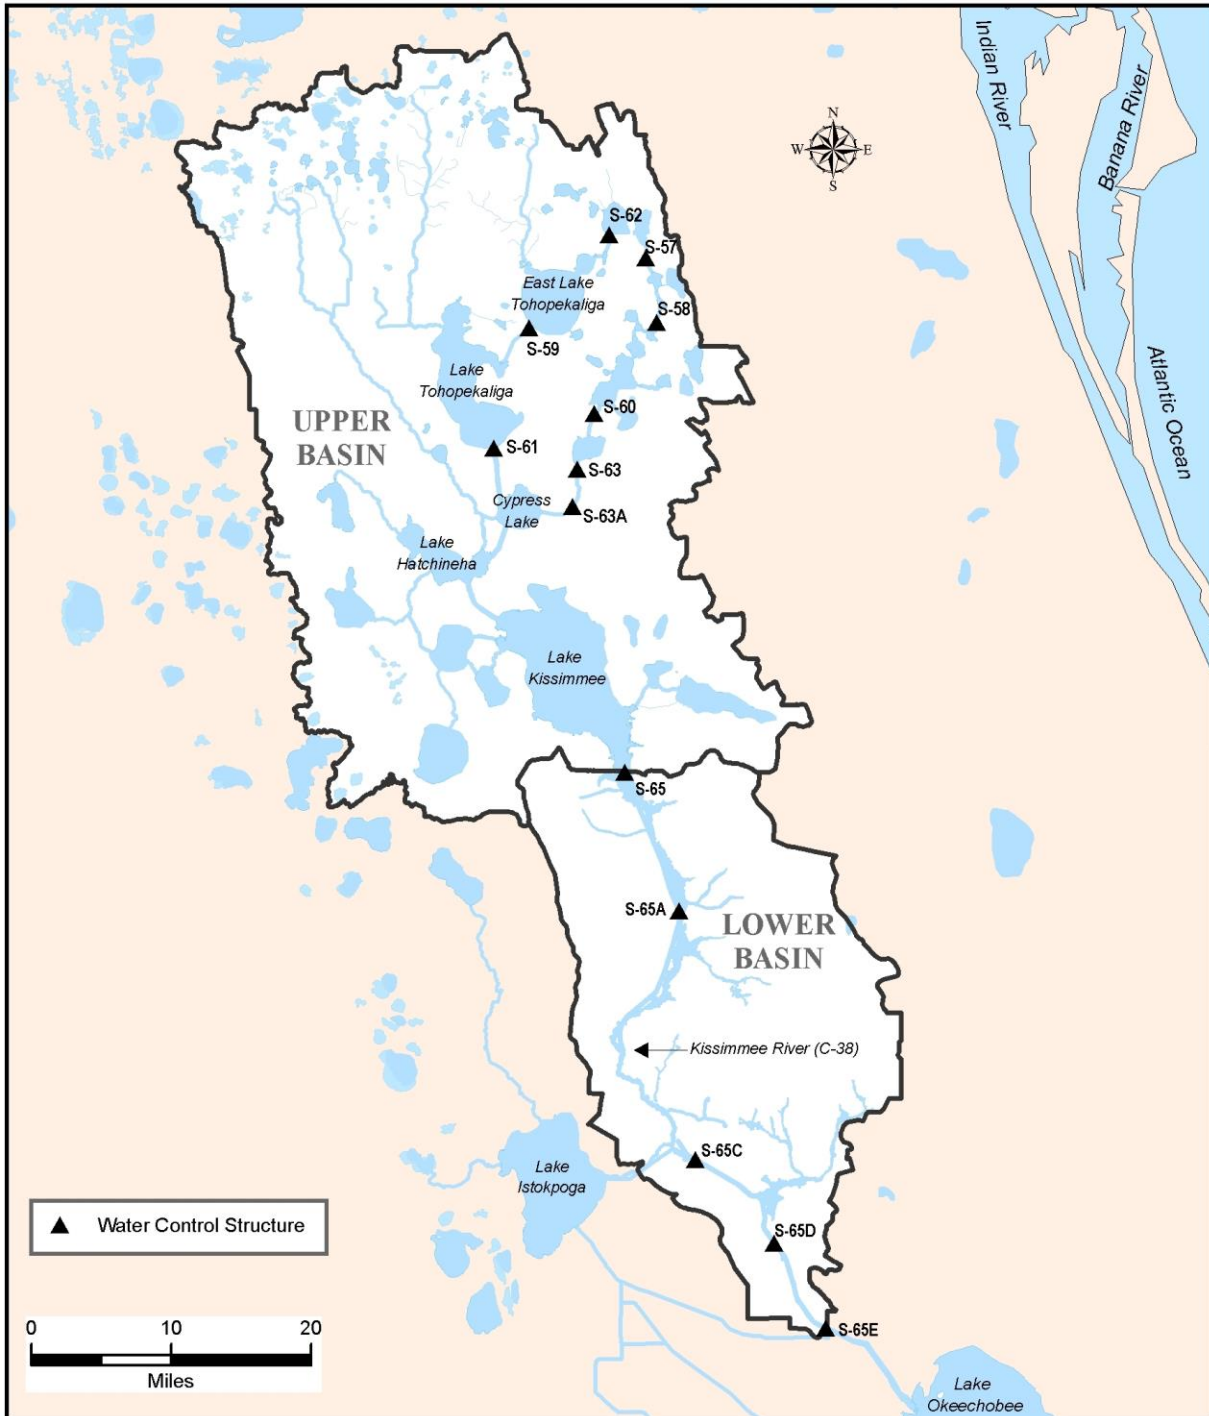 Indian River
Banana River
Atlantic Ocean
N
W
E
S
S-62
S-57
East Lake
Tohopekaliga
S-58
S-59
Lake
Tohopekaliga
S-60
UPPER
BASIN
S-61
S-63
Cypress
Lake
S-63A
Lake
Hatchineha
Lake
Kissimmee
S-65
S-65A
LOWER
BASIN
Kissimmee River (C-38)
S-65C
Lake
Istokpoga
Water Control Structure
S-65D
0
10
20
Miles
S-65E
Lake
Okeechobee